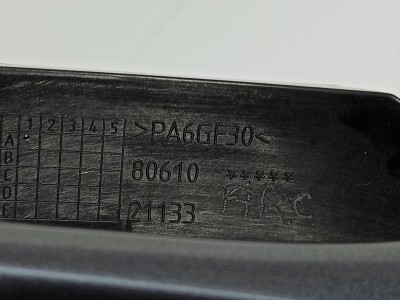 1 2 3 4 5 >PA6GF30<
A
B
C 80610 *****
D
E 21133